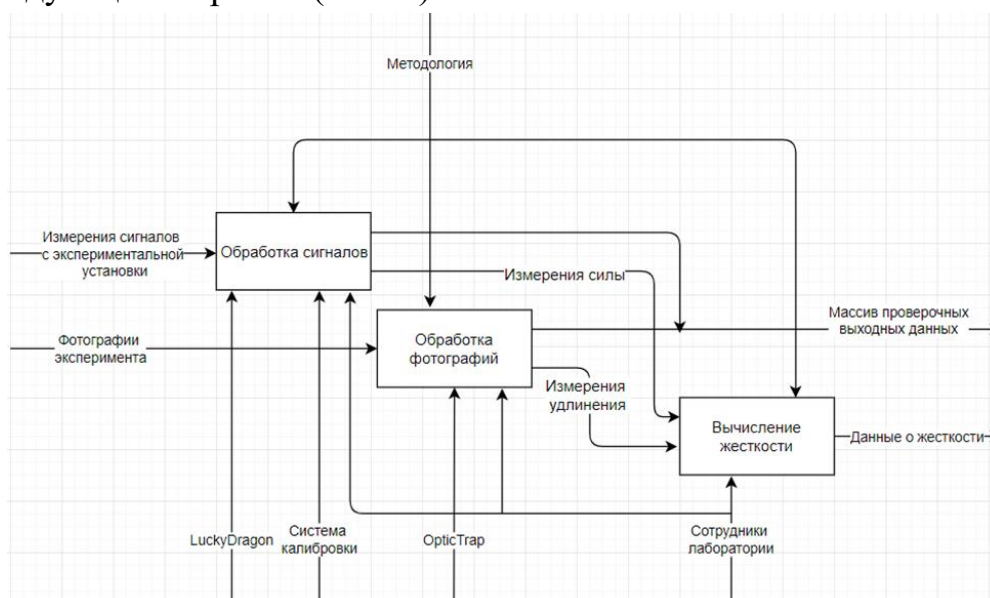 Методология
Измерения сигналов
с экспериментальной
установки
Обработка сигналов
Измерения силы
Массив проверочных
выходных данных
Фотографии
эксперимента
Обработка
фотографий
Измерения
удлинения
Вычисление
жесткости
Данные о жесткости
LuckyDragon
Система
калибровки
OpticTrap
Сотрудники
лаборатории